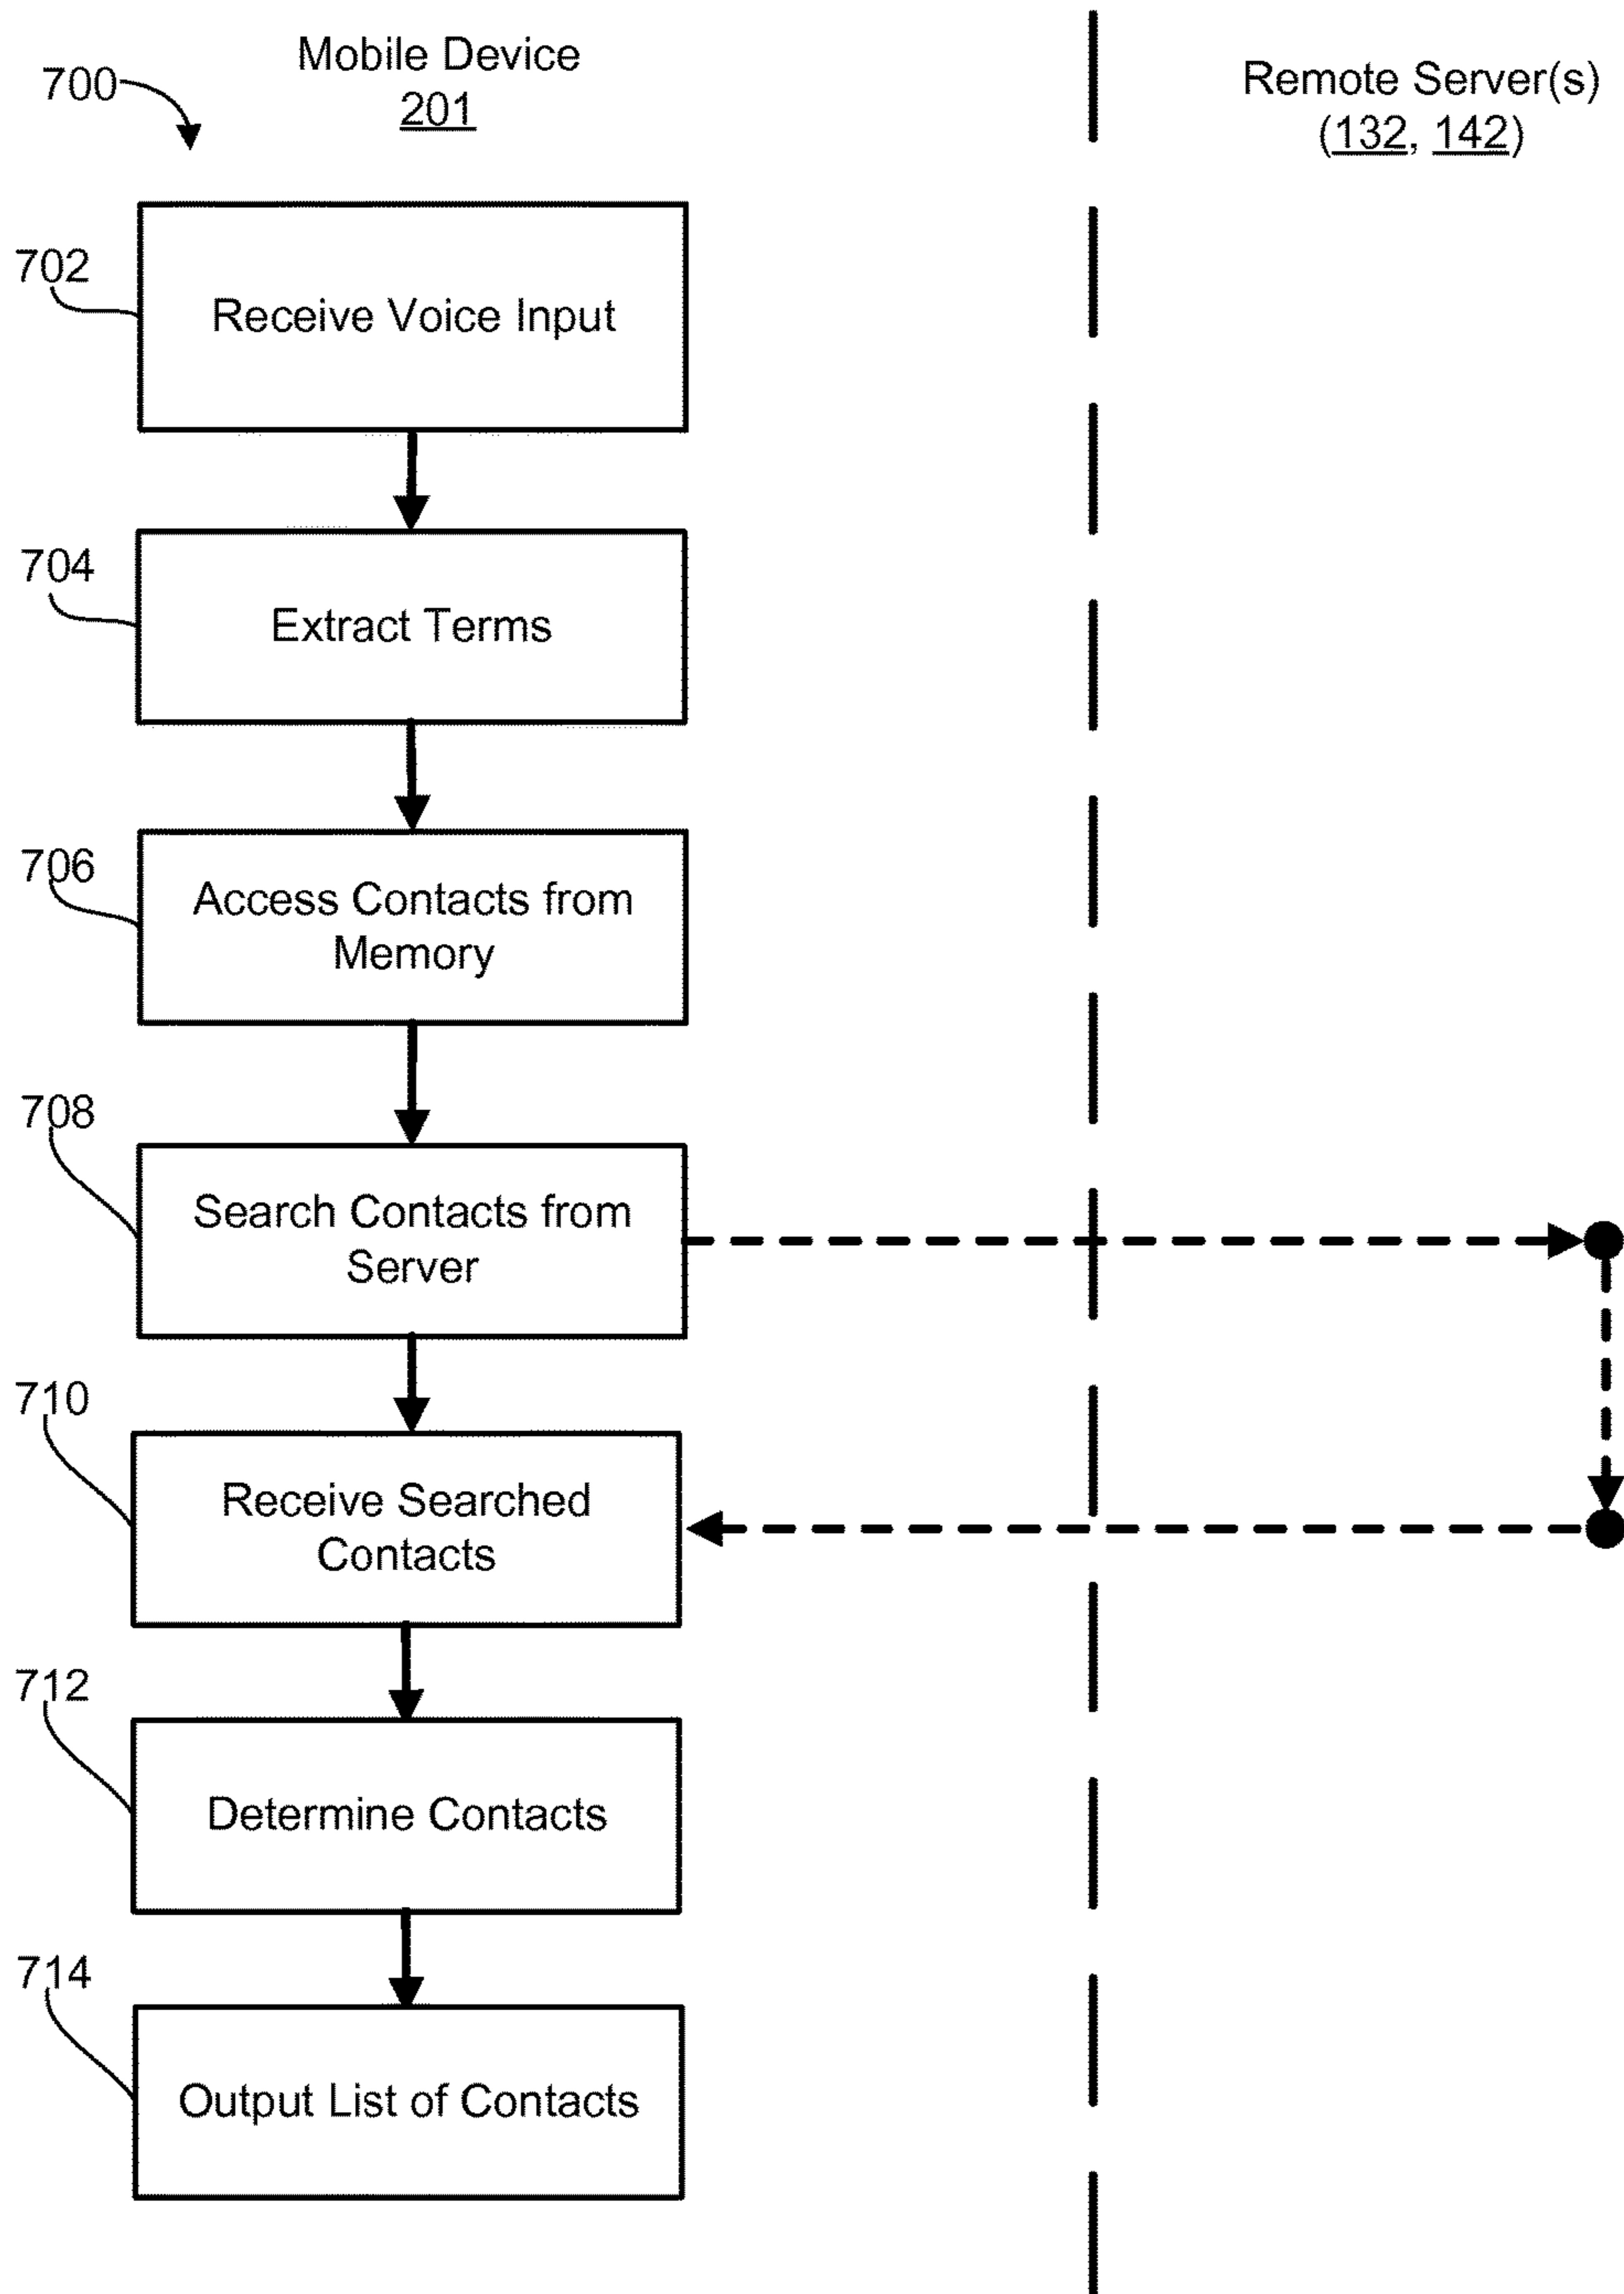 700
Mobile Device
201
Remote Server(s)
(132, 142)
702
Receive Voice Input
704
Extract Terms
706
Access Contacts from
Memory
708
Search Contacts from
Server
710
Receive Searched
Contacts
712
Determine Contacts
714
Output List of Contacts